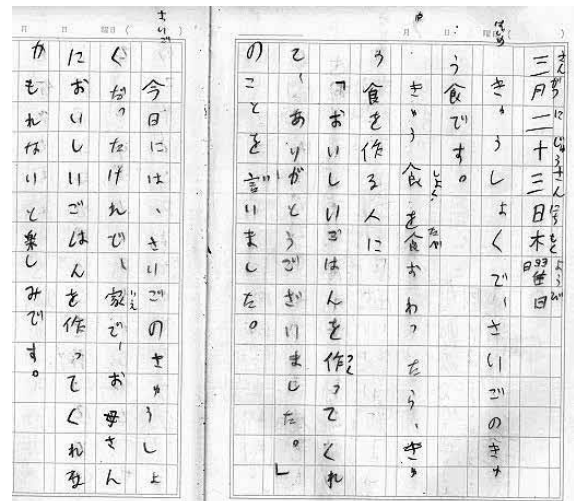 三月二十三日木曜日
きゅうしょくで、さいごのきゅ
う食です。
きゅう食を食おわったら、きゅ
う食を作る人に
「おいしいごはんを作ってくれ
て、ありがとうございました。」
のことを言いました。
今日には、さいごのきゅうしょ
くだったけれど、家で、お母さん
においしいごはんを作ってくれる
かもれないいと楽しみです。